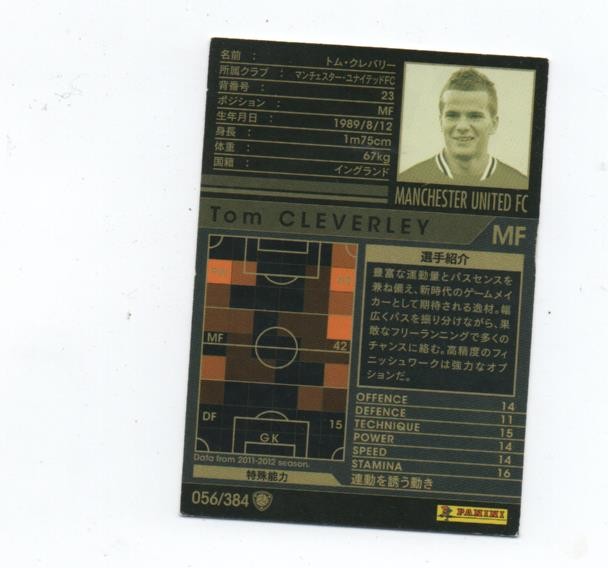 名前 : トム・クレバリー
所属クラブ : マンチェスター・ユナイテッドFC
背番号 : 23
ポジション : MF
生年月日 : 1989/8/12
身長 : 1m75cm
体重 : 67kg
国籍 : イングランド
MANCHESTER UNITED FC
Tom CLEVERLEY
MF
選手紹介
豊富な運動量とパスセンスを
兼ね備え、新時代のゲームメイ
カーとして期待される逸材。幅
広くパスを振り分けながら、果
敢なフリーランニングで多くの
チャンスに絡む。高精度のフィ
ニッシュワークは強力なオプ
ションだ。
FW
MF 42
DF 15
GK
Data from 2011-2012 season.
OFFENCE 14
DEFENCE 11
TECHNIQUE 15
POWER 14
SPEED 14
STAMINA 16
特殊能力
連動を誘う動き
056/384
PANINI